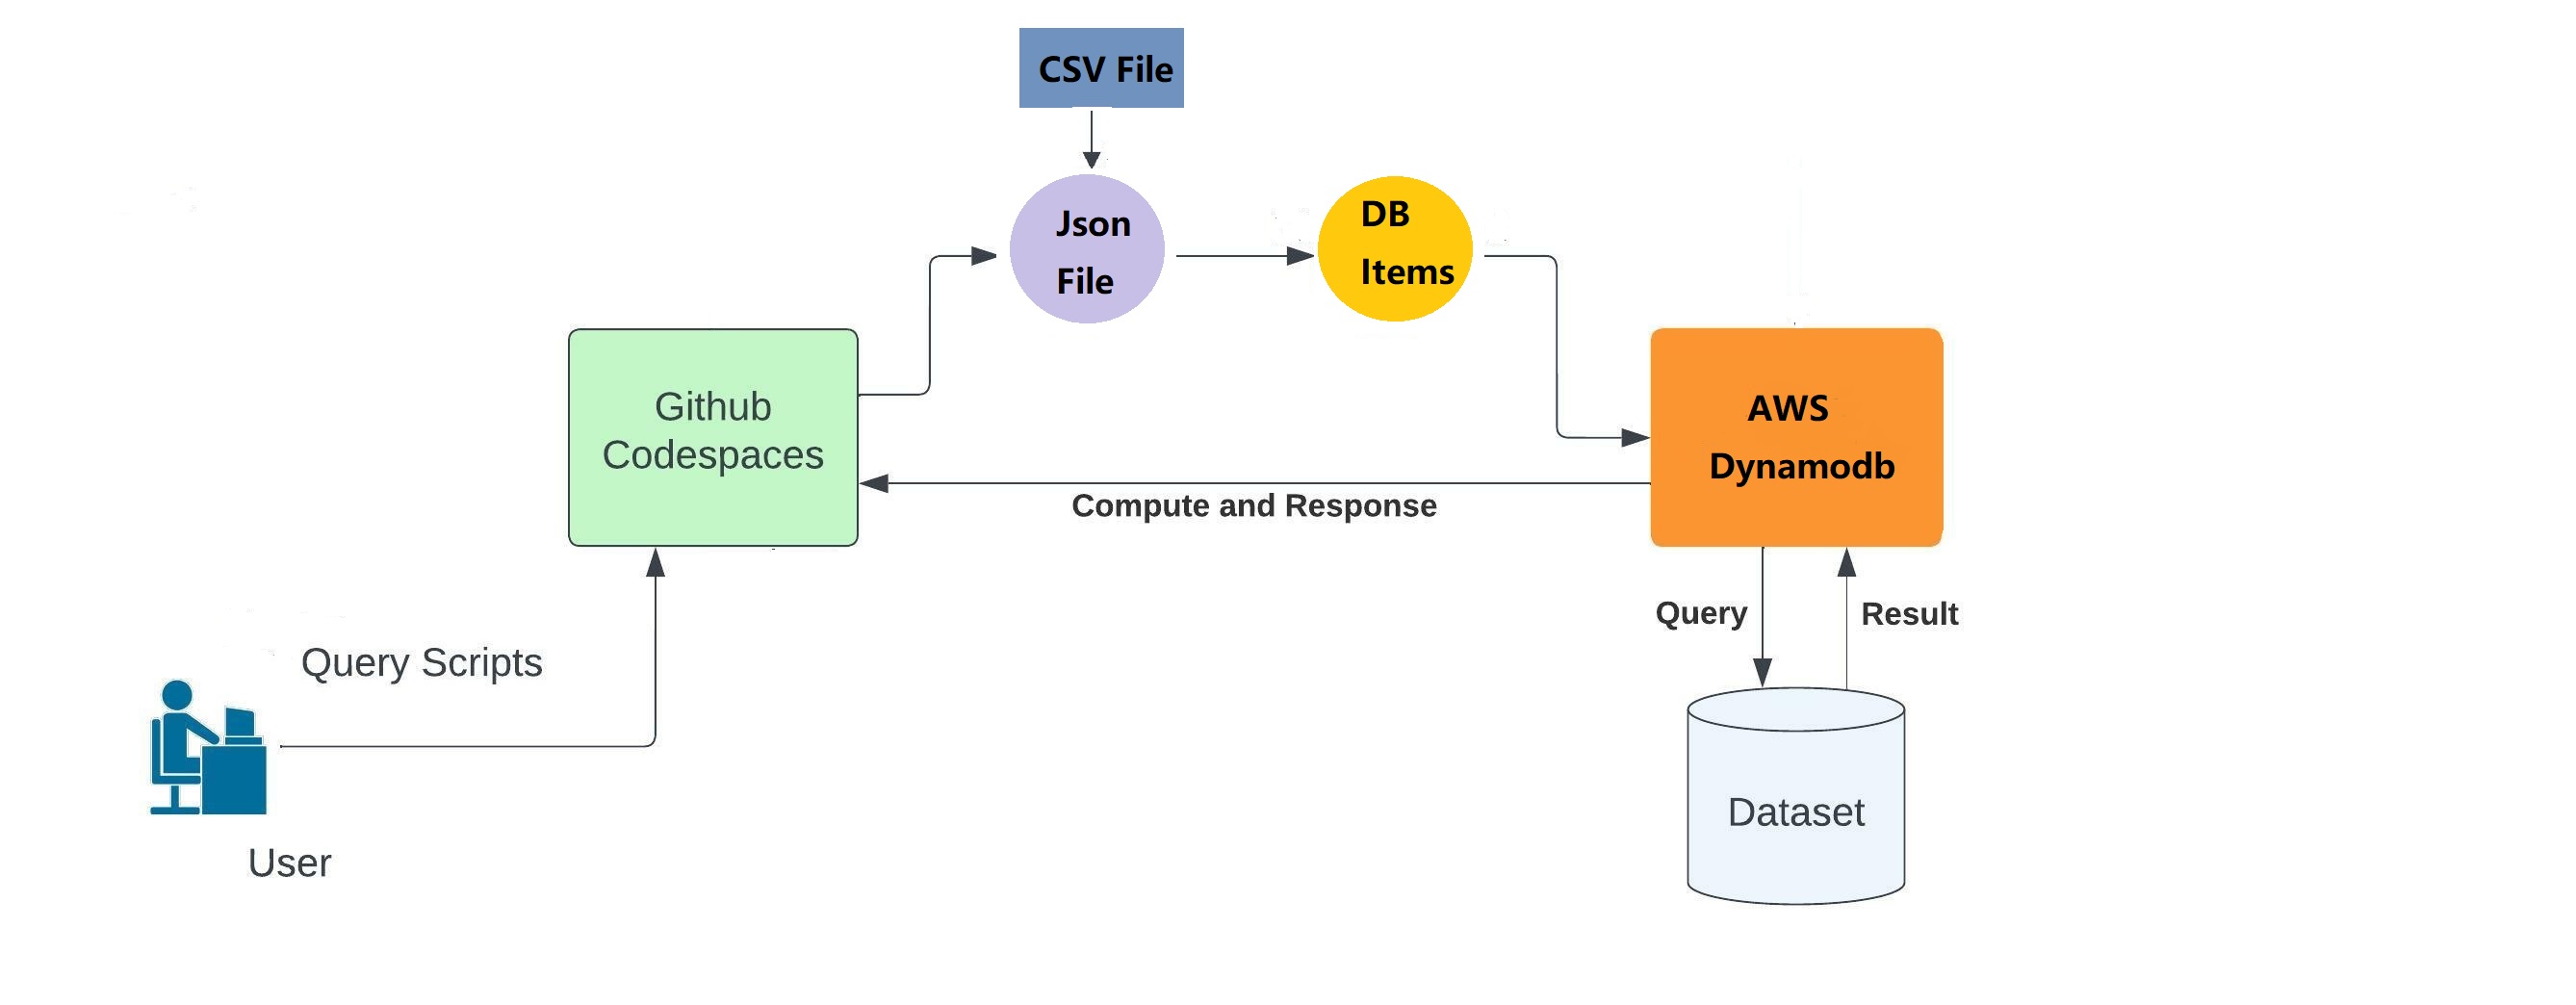 CSV File
Json
File
DB
Items
Github
Codespaces
AWS
Dynamodb
Compute and Response
Query
Result
Query Scripts
Dataset
User